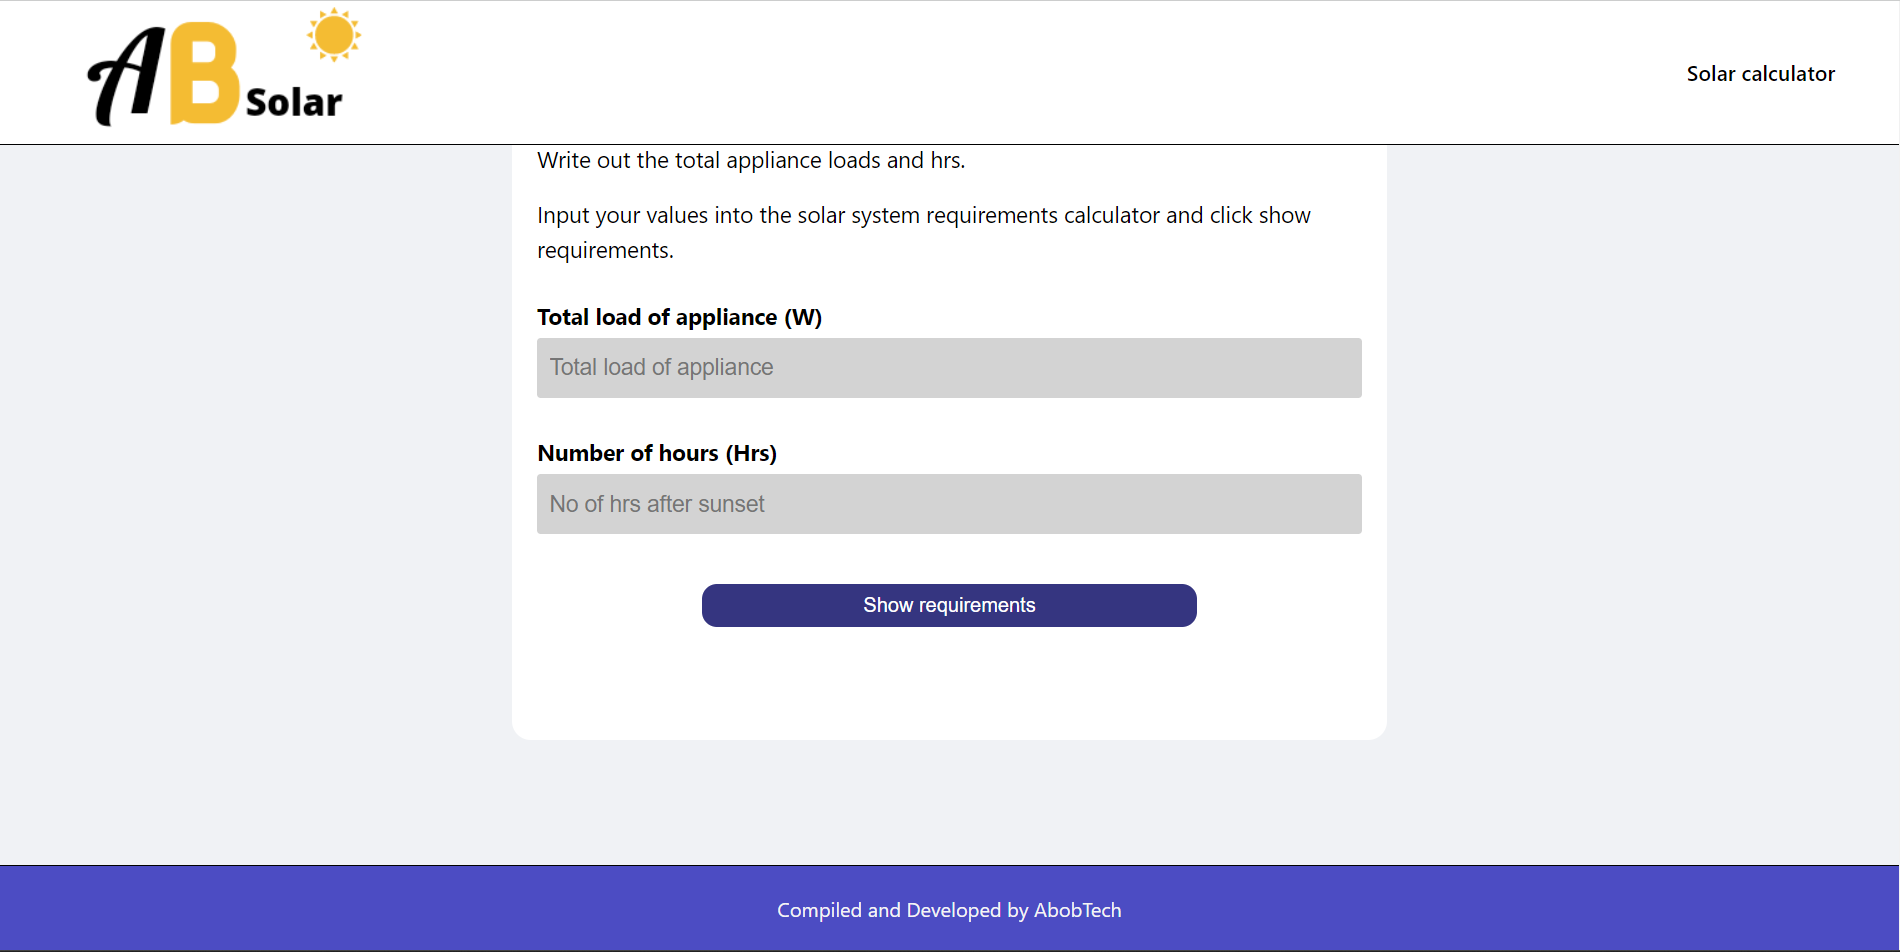 AB Solar
Solar calculator
Write out the total appliance loads and hrs.
Input your values into the solar system requirements calculator and click show
requirements.
Total load of appliance (W)
Total load of appliance
Number of hours (Hrs)
No of hrs after sunset
Show requirements
Compiled and Developed by AbobTech